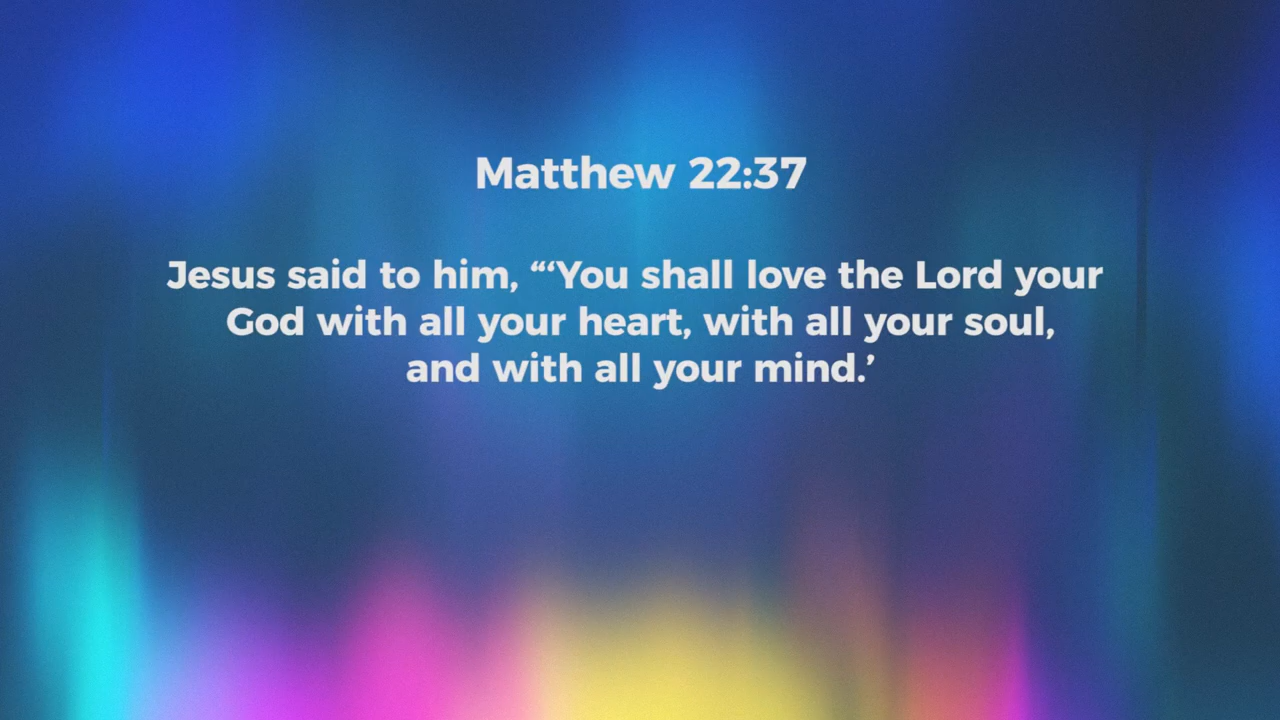 Matthew 22:37
Jesus said to him, “‘You shall love the Lord your
God with all your heart, with all your soul,
and with all your mind.’